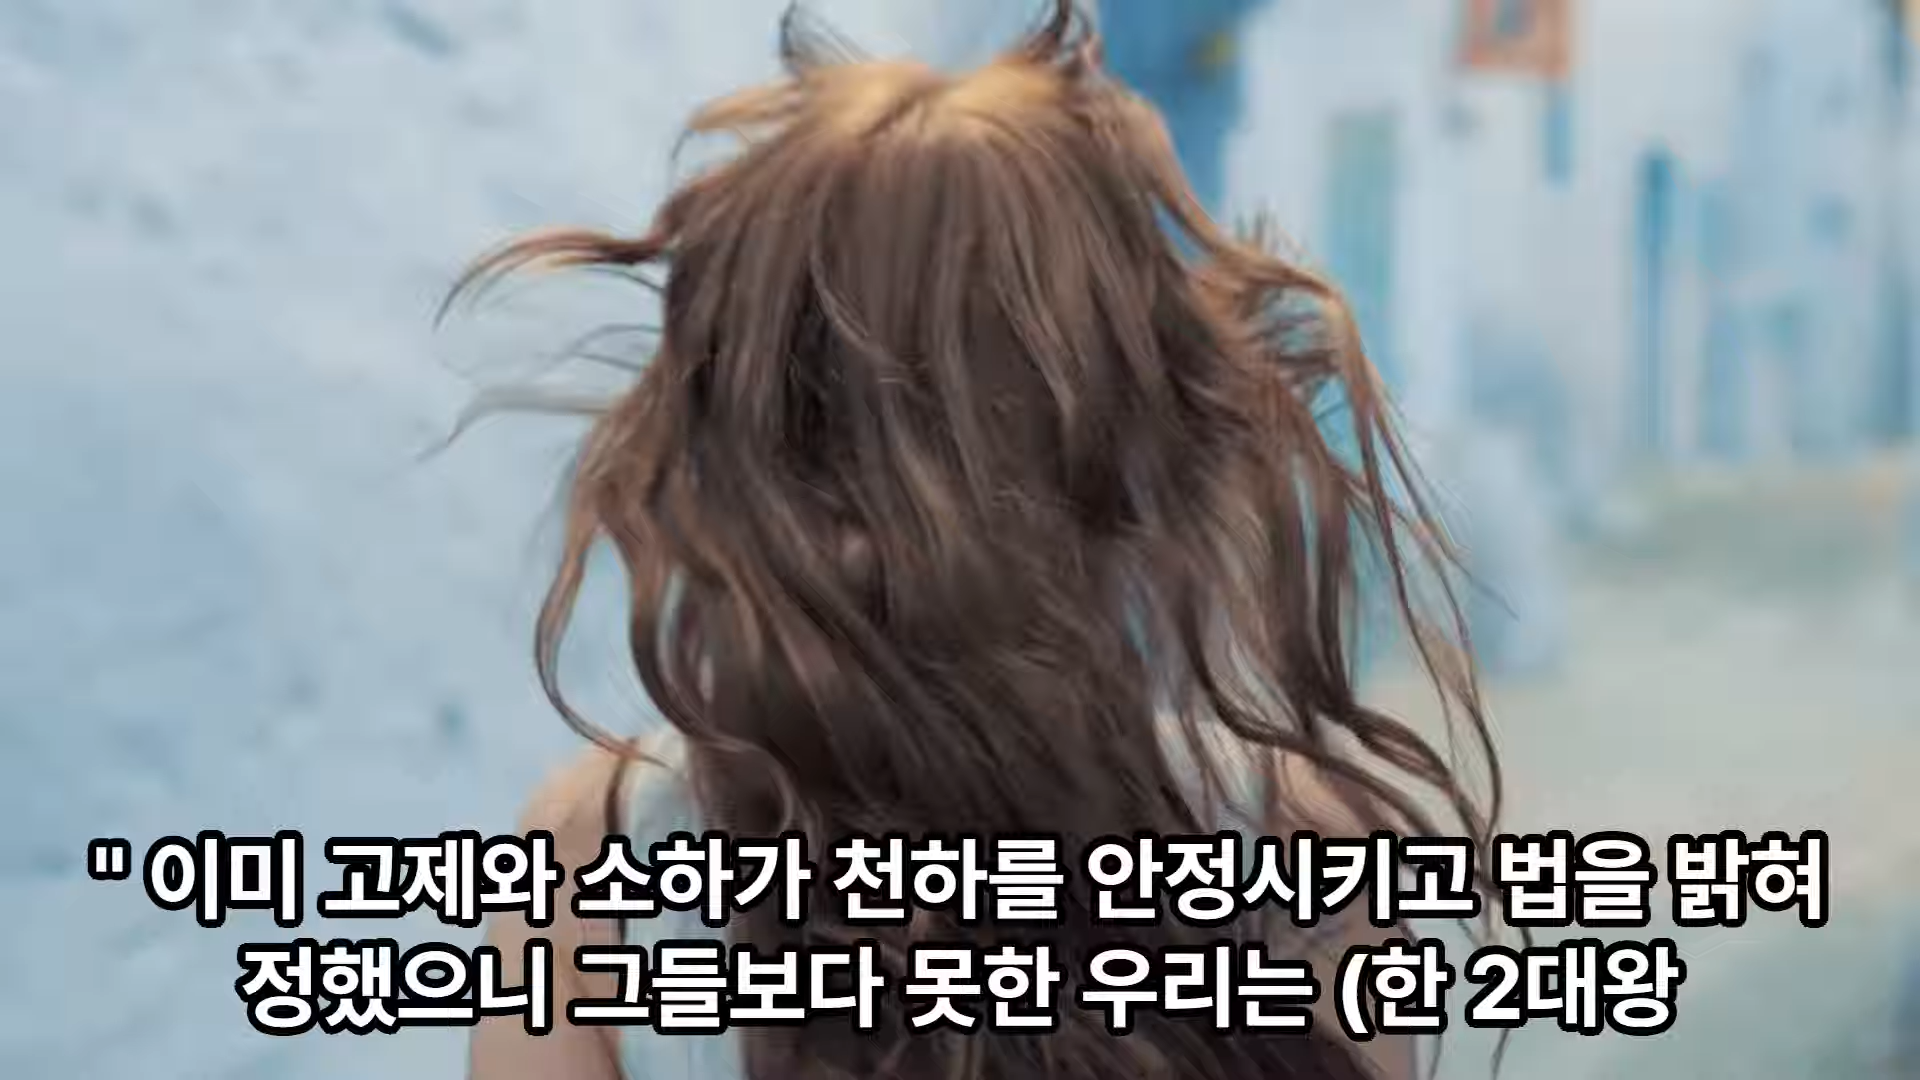 " 이미 고제와 소하가 천하를 안정시키고 법을 밝혀
정했으니 그들보다 못한 우리는 (한 2대왕